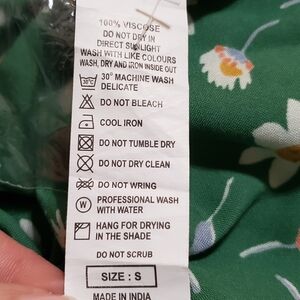 100% VISCOSE
DO NOT DRY IN
DIRECT SUNLIGHT
WASH WITH LIKE COLOURS
WASH, DRY AND IRON INSIDE OUT
30°C
30° MACHINE WASH
DELICATE
DO NOT BLEACH
COOL IRON
DO NOT TUMBLE DRY
DO NOT DRY CLEAN
DO NOT WRING
W
PROFESSIONAL WASH
WITH WATER
HANG FOR DRYING
IN THE SHADE
DO NOT SCRUB
SIZE : S
MADE IN INDIA